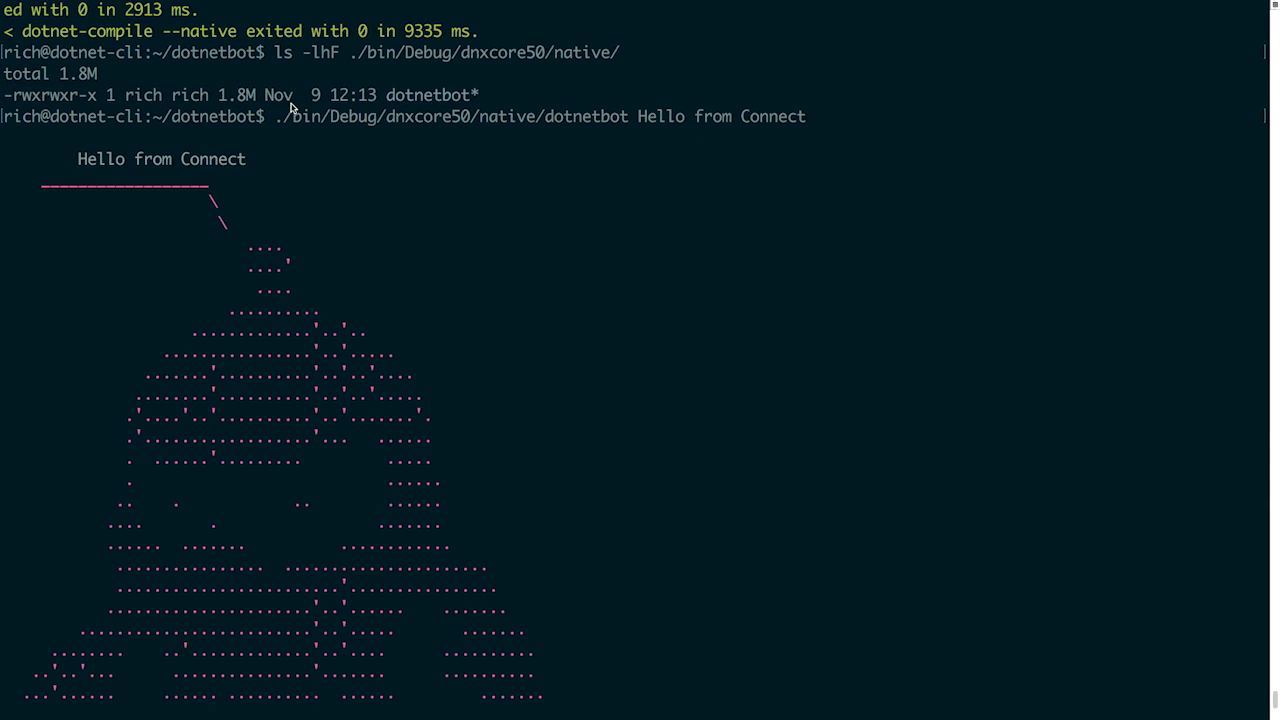 ed with 0 in 2913 ms.
< dotnet-compile --native exited with 0 in 9335 ms.
[rich@dotnet-cli:~/dotnetbot$ ls -lhF ./bin/Debug/dnxcore50/native/ ]
total 1.8M
-rwxrwxr-x 1 rich rich 1.8M Nov  9 12:13 dotnetbot*
[rich@dotnet-cli:~/dotnetbot$ ./bin/Debug/dnxcore50/native/dotnetbot Hello from Connect ]
Hello from Connect